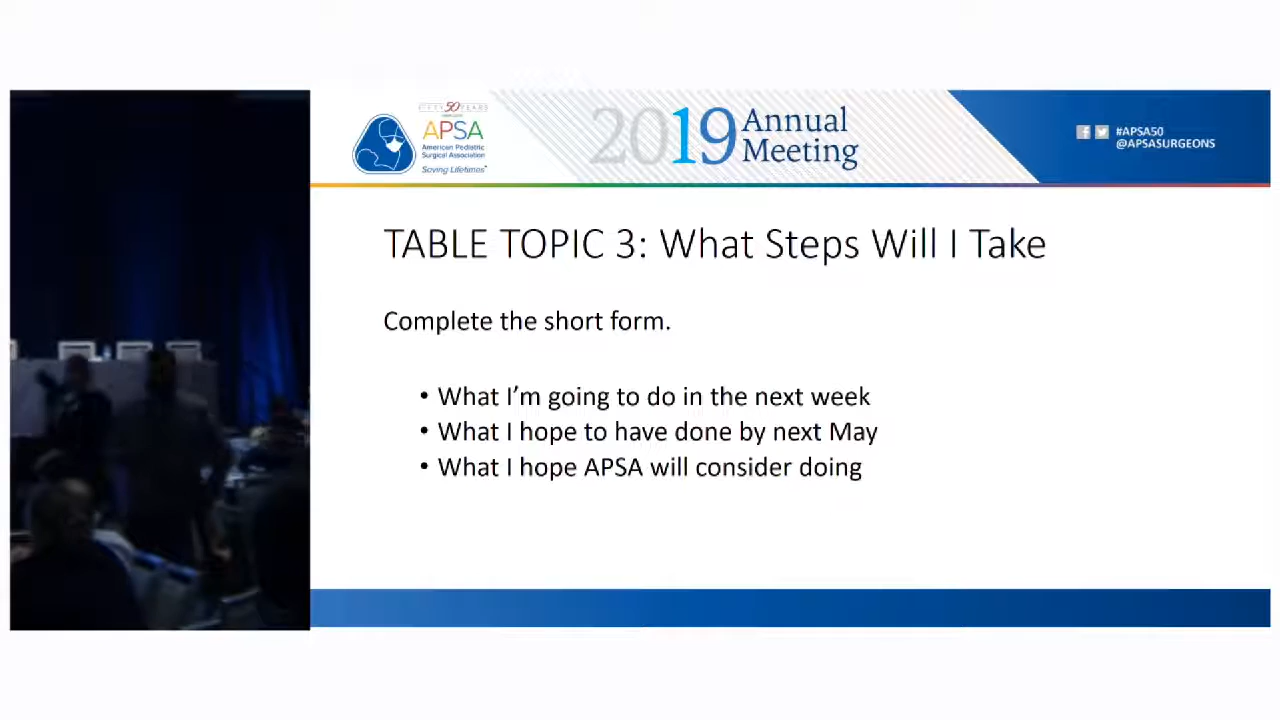 FIFTY 50 YEARS
APSA
American Pediatric
Surgical Association
Saving Lifetimes
2019 Annual
Meeting
#APSA50
@APSASURGEONS
TABLE TOPIC 3: What Steps Will I Take
Complete the short form.
• What I’m going to do in the next week
• What I hope to have done by next May
• What I hope APSA will consider doing